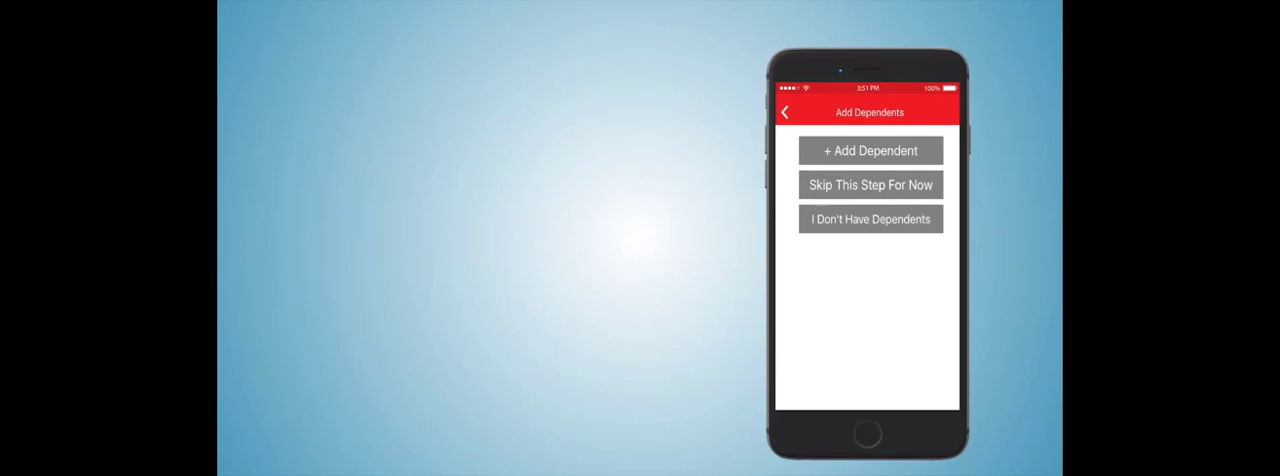 3:51 PM
100%
Add Dependents
+ Add Dependent
Skip This Step For Now
I Don't Have Dependents